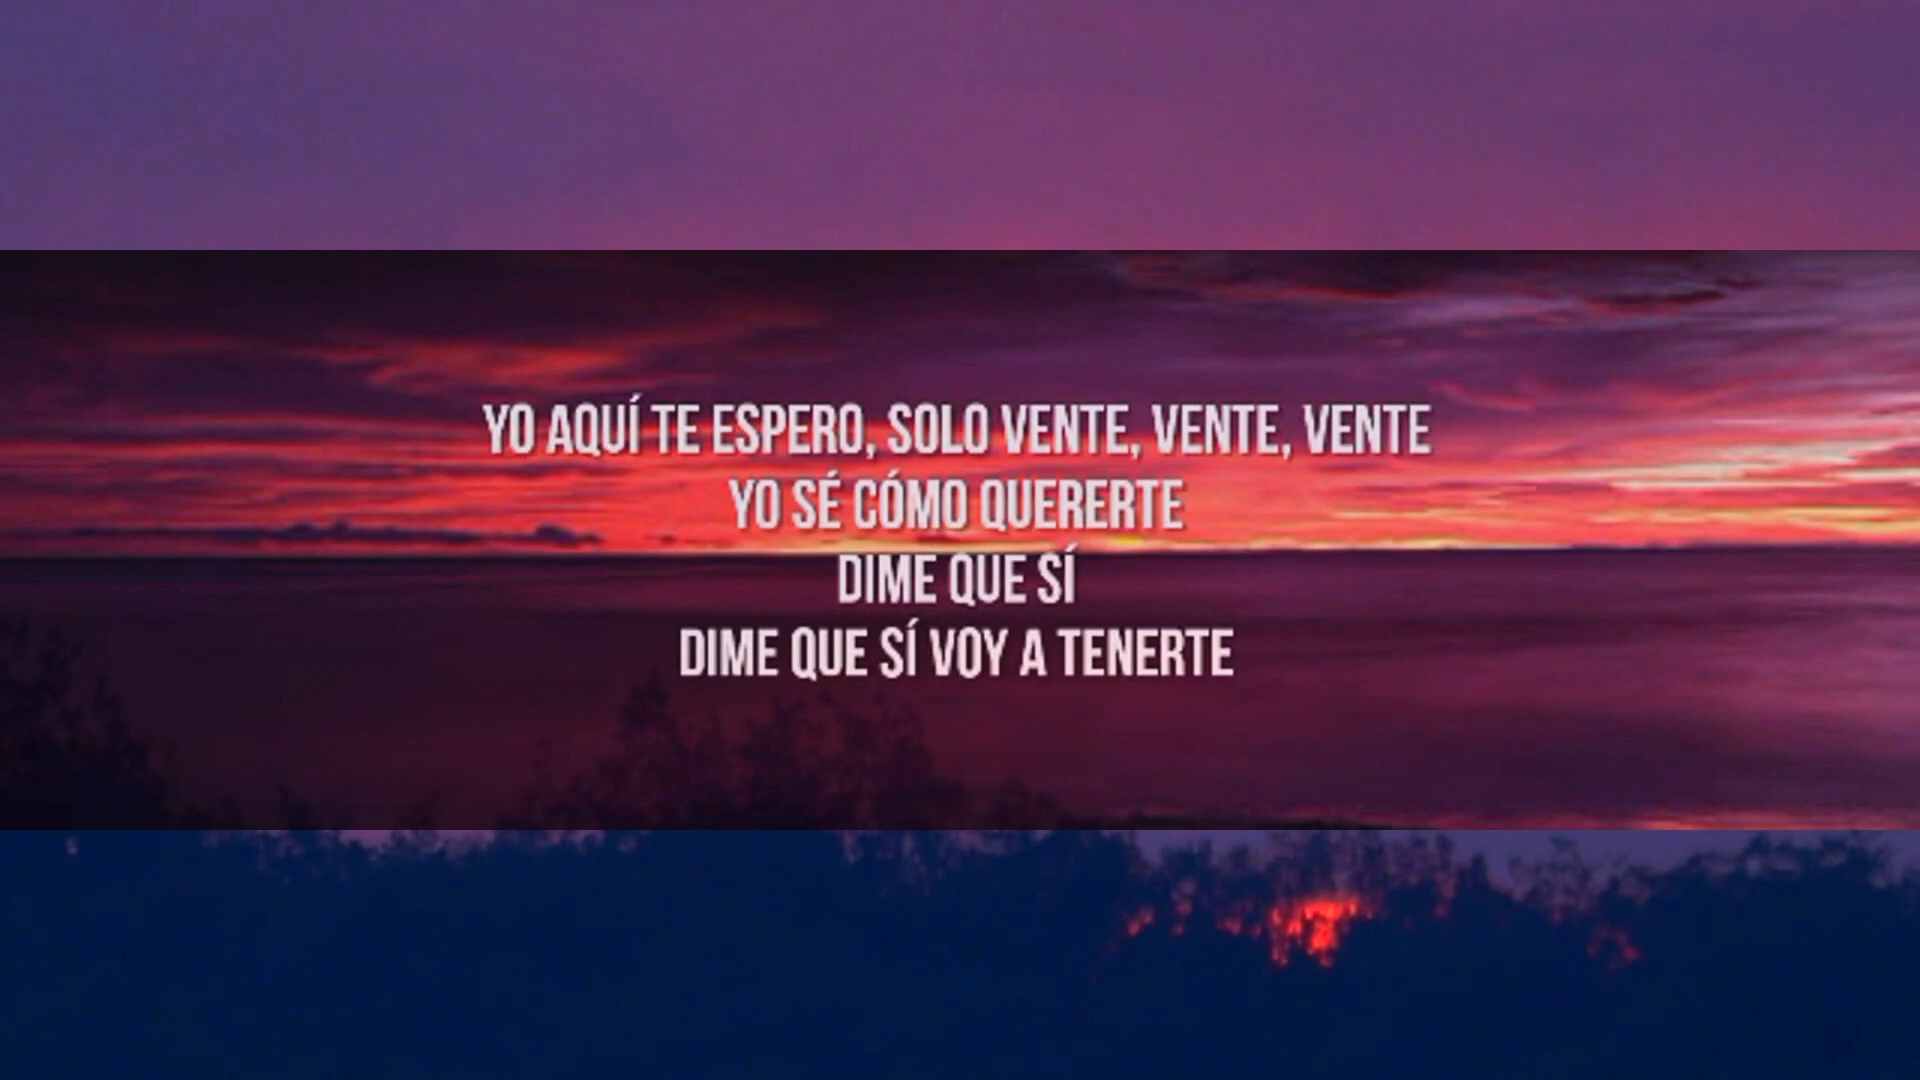 YO AQUÍ TE ESPERO, SOLO VENTE, VENTE, VENTE
YO SÉ CÓMO QUERERTE
DIME QUE SÍ
DIME QUE SÍ VOY A TENERTE